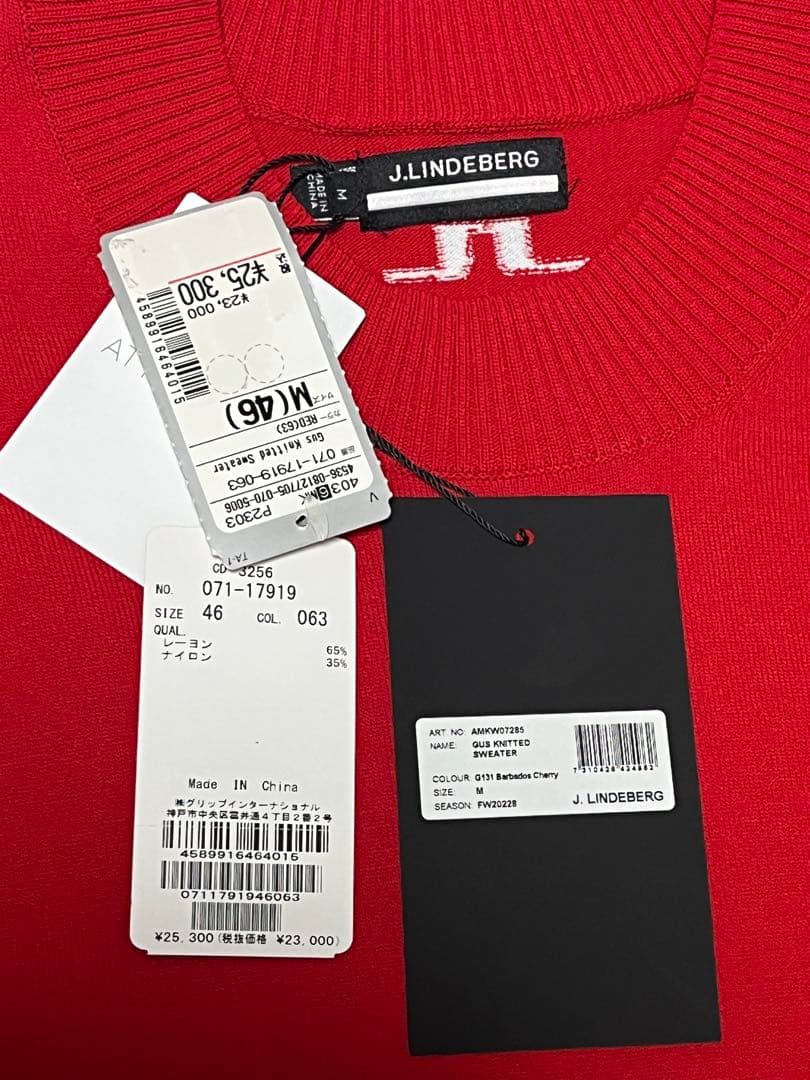 J.LINDEBERG
M
MADE IN
CHINA
税込
¥25,300
¥23,000
4589916464015
サイズ M(46)
カラー RED(63)
Gus Knitted Sweater
品番 071-17919-063
4536-08127705-070-5006
P2303
V
TA-1
CD 3256
NO. 071-17919
SIZE 46 COL. 063
QUAL.
レーヨン 65%
ナイロン 35%
Made IN China
㈱グリップインターナショナル
神戸市中央区雲井通4丁目2番2号
4589916464015
0711791946063
¥25,300(税抜価格 ¥23,000)
ART NO: AMKW07285
NAME: GUS KNITTED
SWEATER
COLOUR: G131 Barbados Cherry
SIZE: M
SEASON: FW20228
J. LINDEBERG